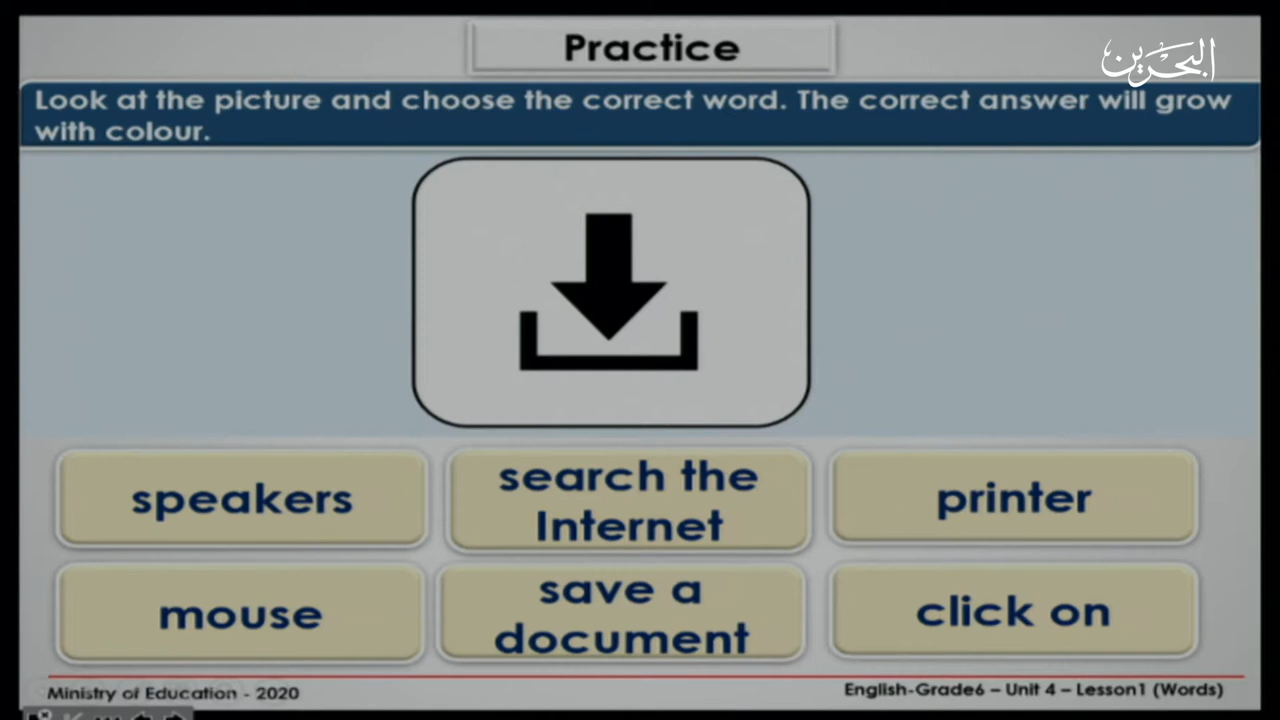 Practice
البحرين
Look at the picture and choose the correct word. The correct answer will grow
with colour.
speakers
search the
Internet
printer
mouse
save a
document
click on
Ministry of Education - 2020
English-Grade6 – Unit 4 – Lesson1 (Words)